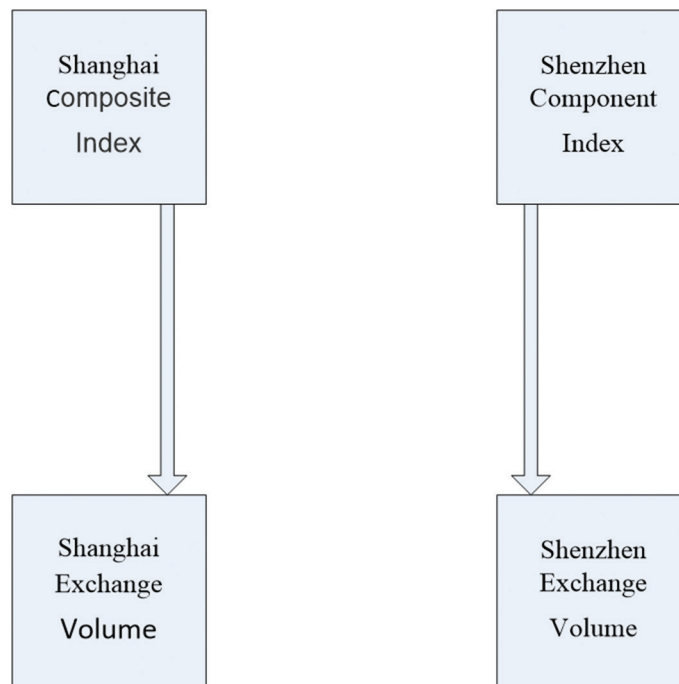 Shanghai
Composite
Index
Shenzhen
Component
Index
Shanghai
Exchange
Volume
Shenzhen
Exchange
Volume